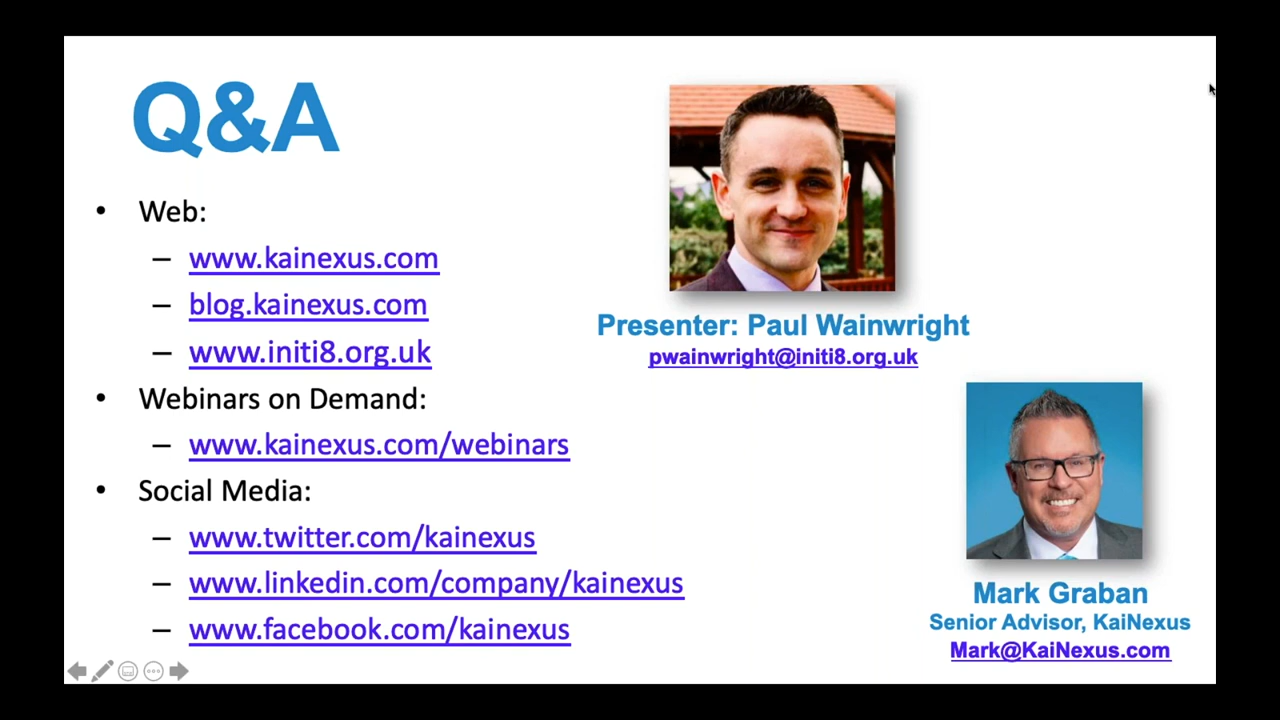 Q&A
• Web:
– www.kainexus.com
– blog.kainexus.com
– www.initi8.org.uk
• Webinars on Demand:
– www.kainexus.com/webinars
• Social Media:
– www.twitter.com/kainexus
– www.linkedin.com/company/kainexus
– www.facebook.com/kainexus
Presenter: Paul Wainwright
pwainwright@initi8.org.uk
Mark Graban
Senior Advisor, KaiNexus
Mark@KaiNexus.com